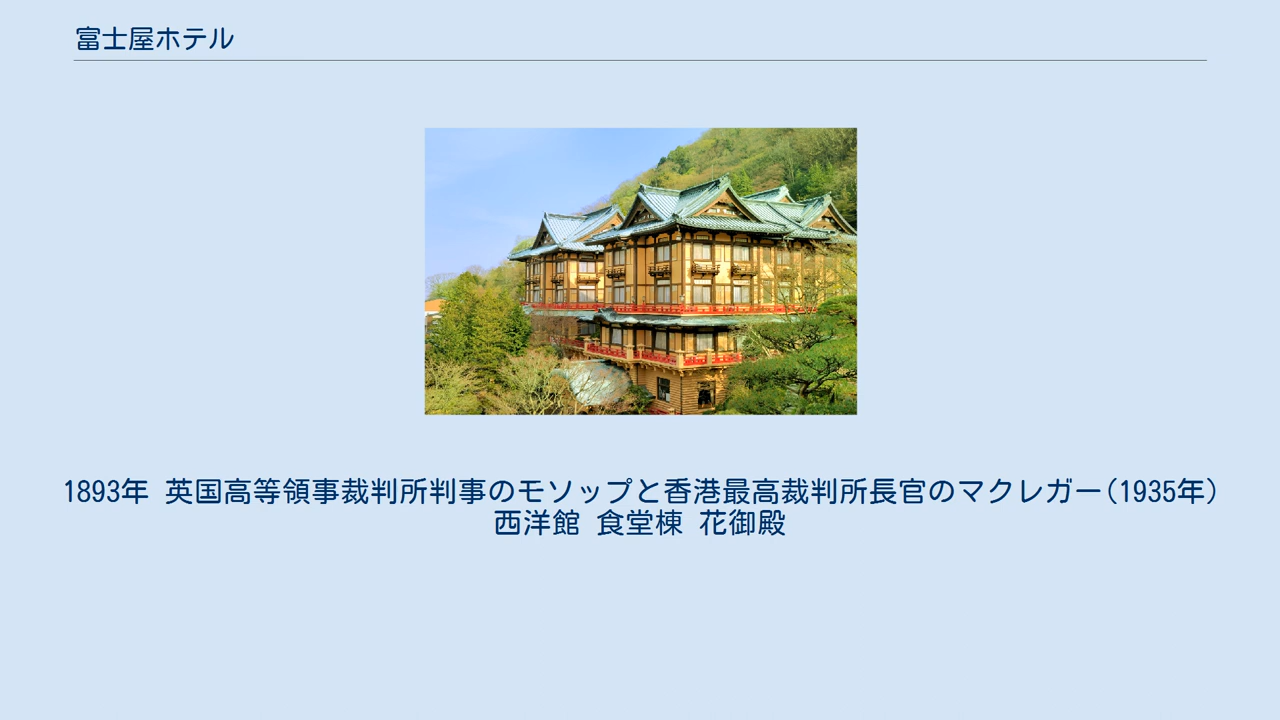 富士屋ホテル
1893年 英国高等領事裁判所判事のモソップと香港最高裁判所長官のマクレガー(1935年)
西洋館 食堂棟 花御殿